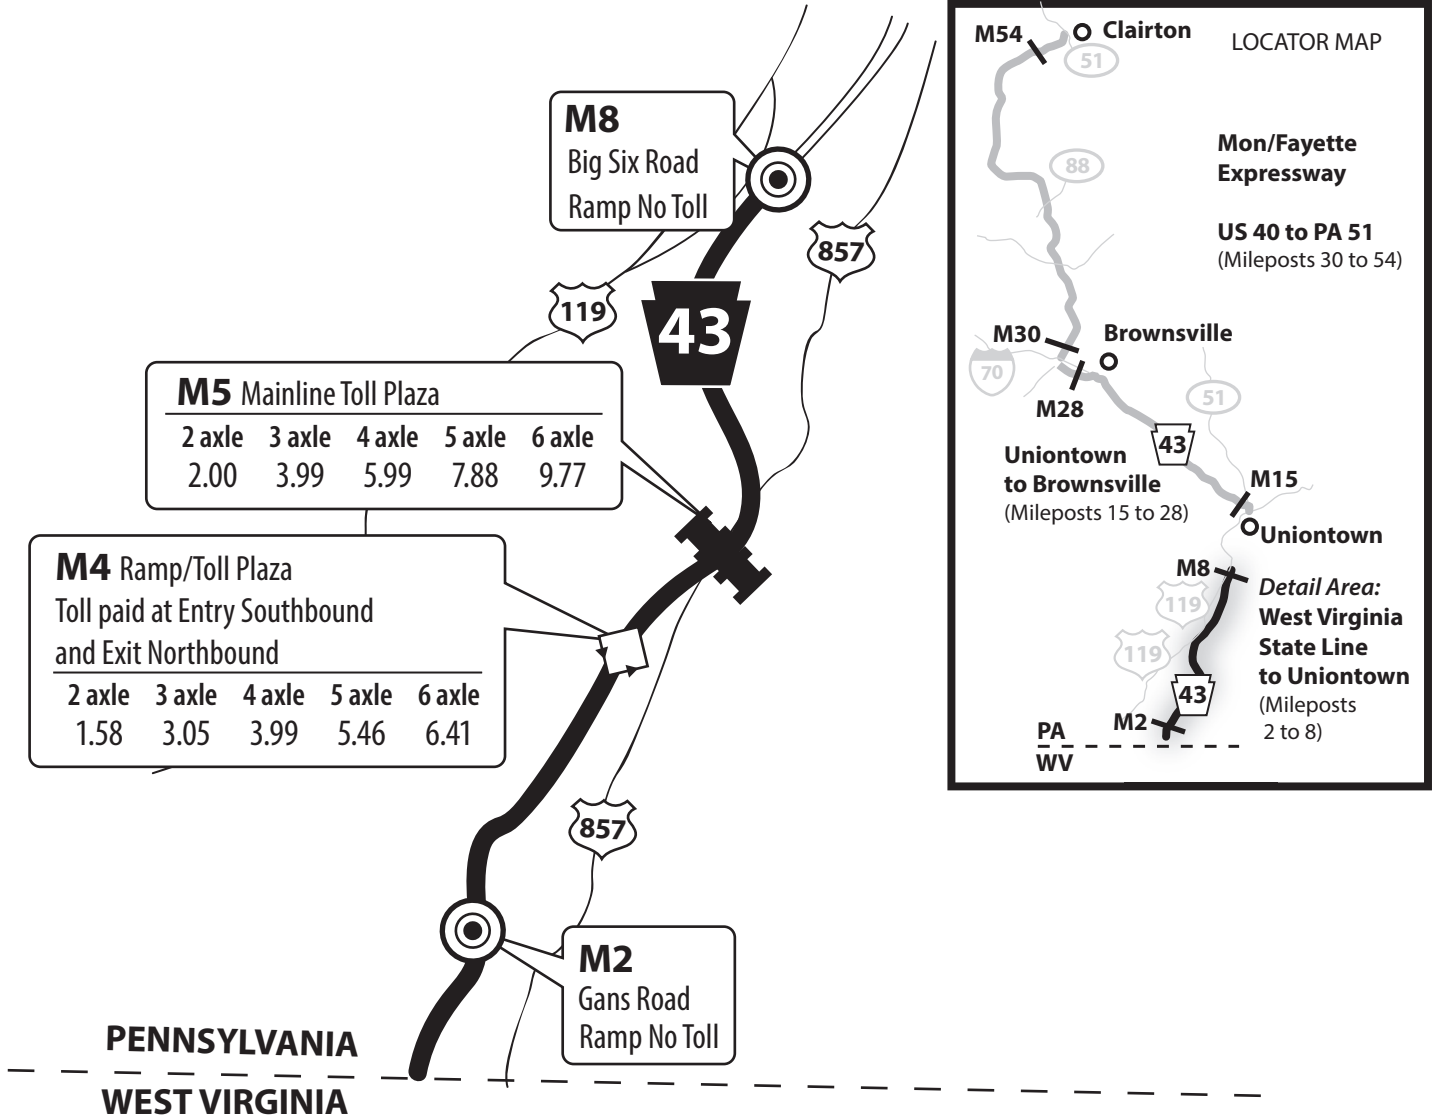 M8
Big Six Road
Ramp No Toll
857
119
43
M5 Mainline Toll Plaza
2 axle 3 axle 4 axle 5 axle 6 axle
2.00 3.99 5.99 7.88 9.77
M4 Ramp/Toll Plaza
Toll paid at Entry Southbound
and Exit Northbound
2 axle 3 axle 4 axle 5 axle 6 axle
1.58 3.05 3.99 5.46 6.41
857
M2
Gans Road
Ramp No Toll
PENNSYLVANIA
WEST VIRGINIA
LOCATOR MAP
M54
Clairton
51
Mon/Fayette
Expressway
88
US 40 to PA 51
(Mileposts 30 to 54)
M30
Brownsville
70
M28
51
43
Uniontown
to Brownsville
(Mileposts 15 to 28)
M15
Uniontown
M8
119
119
Detail Area:
West Virginia
State Line
to Uniontown
(Mileposts
2 to 8)
43
M2
PA
WV